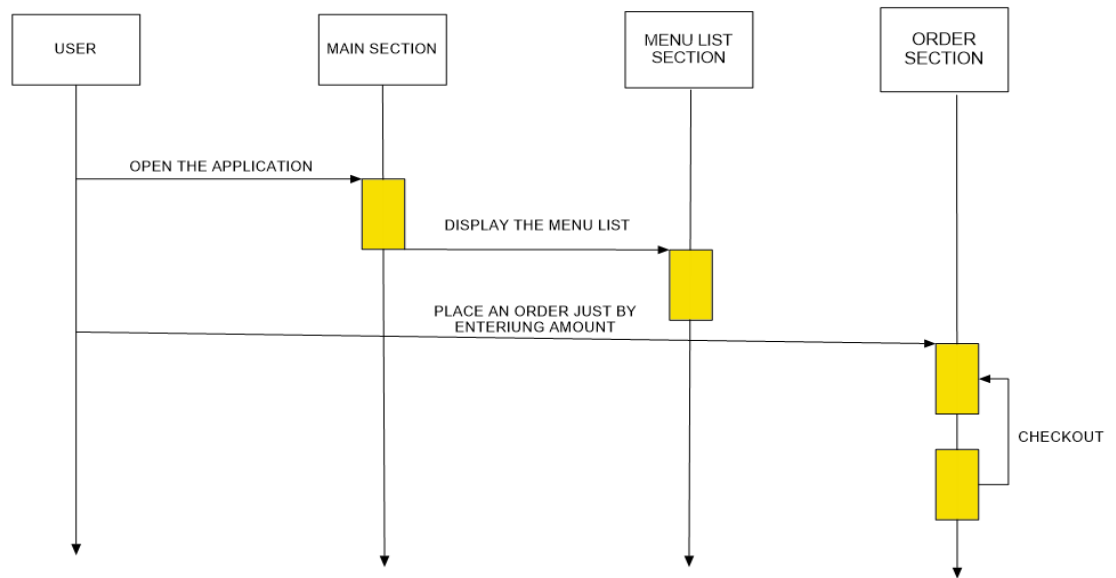 USER
MAIN SECTION
MENU LIST
SECTION
ORDER
SECTION
OPEN THE APPLICATION
DISPLAY THE MENU LIST
PLACE AN ORDER JUST BY
ENTERIUNG AMOUNT
CHECKOUT